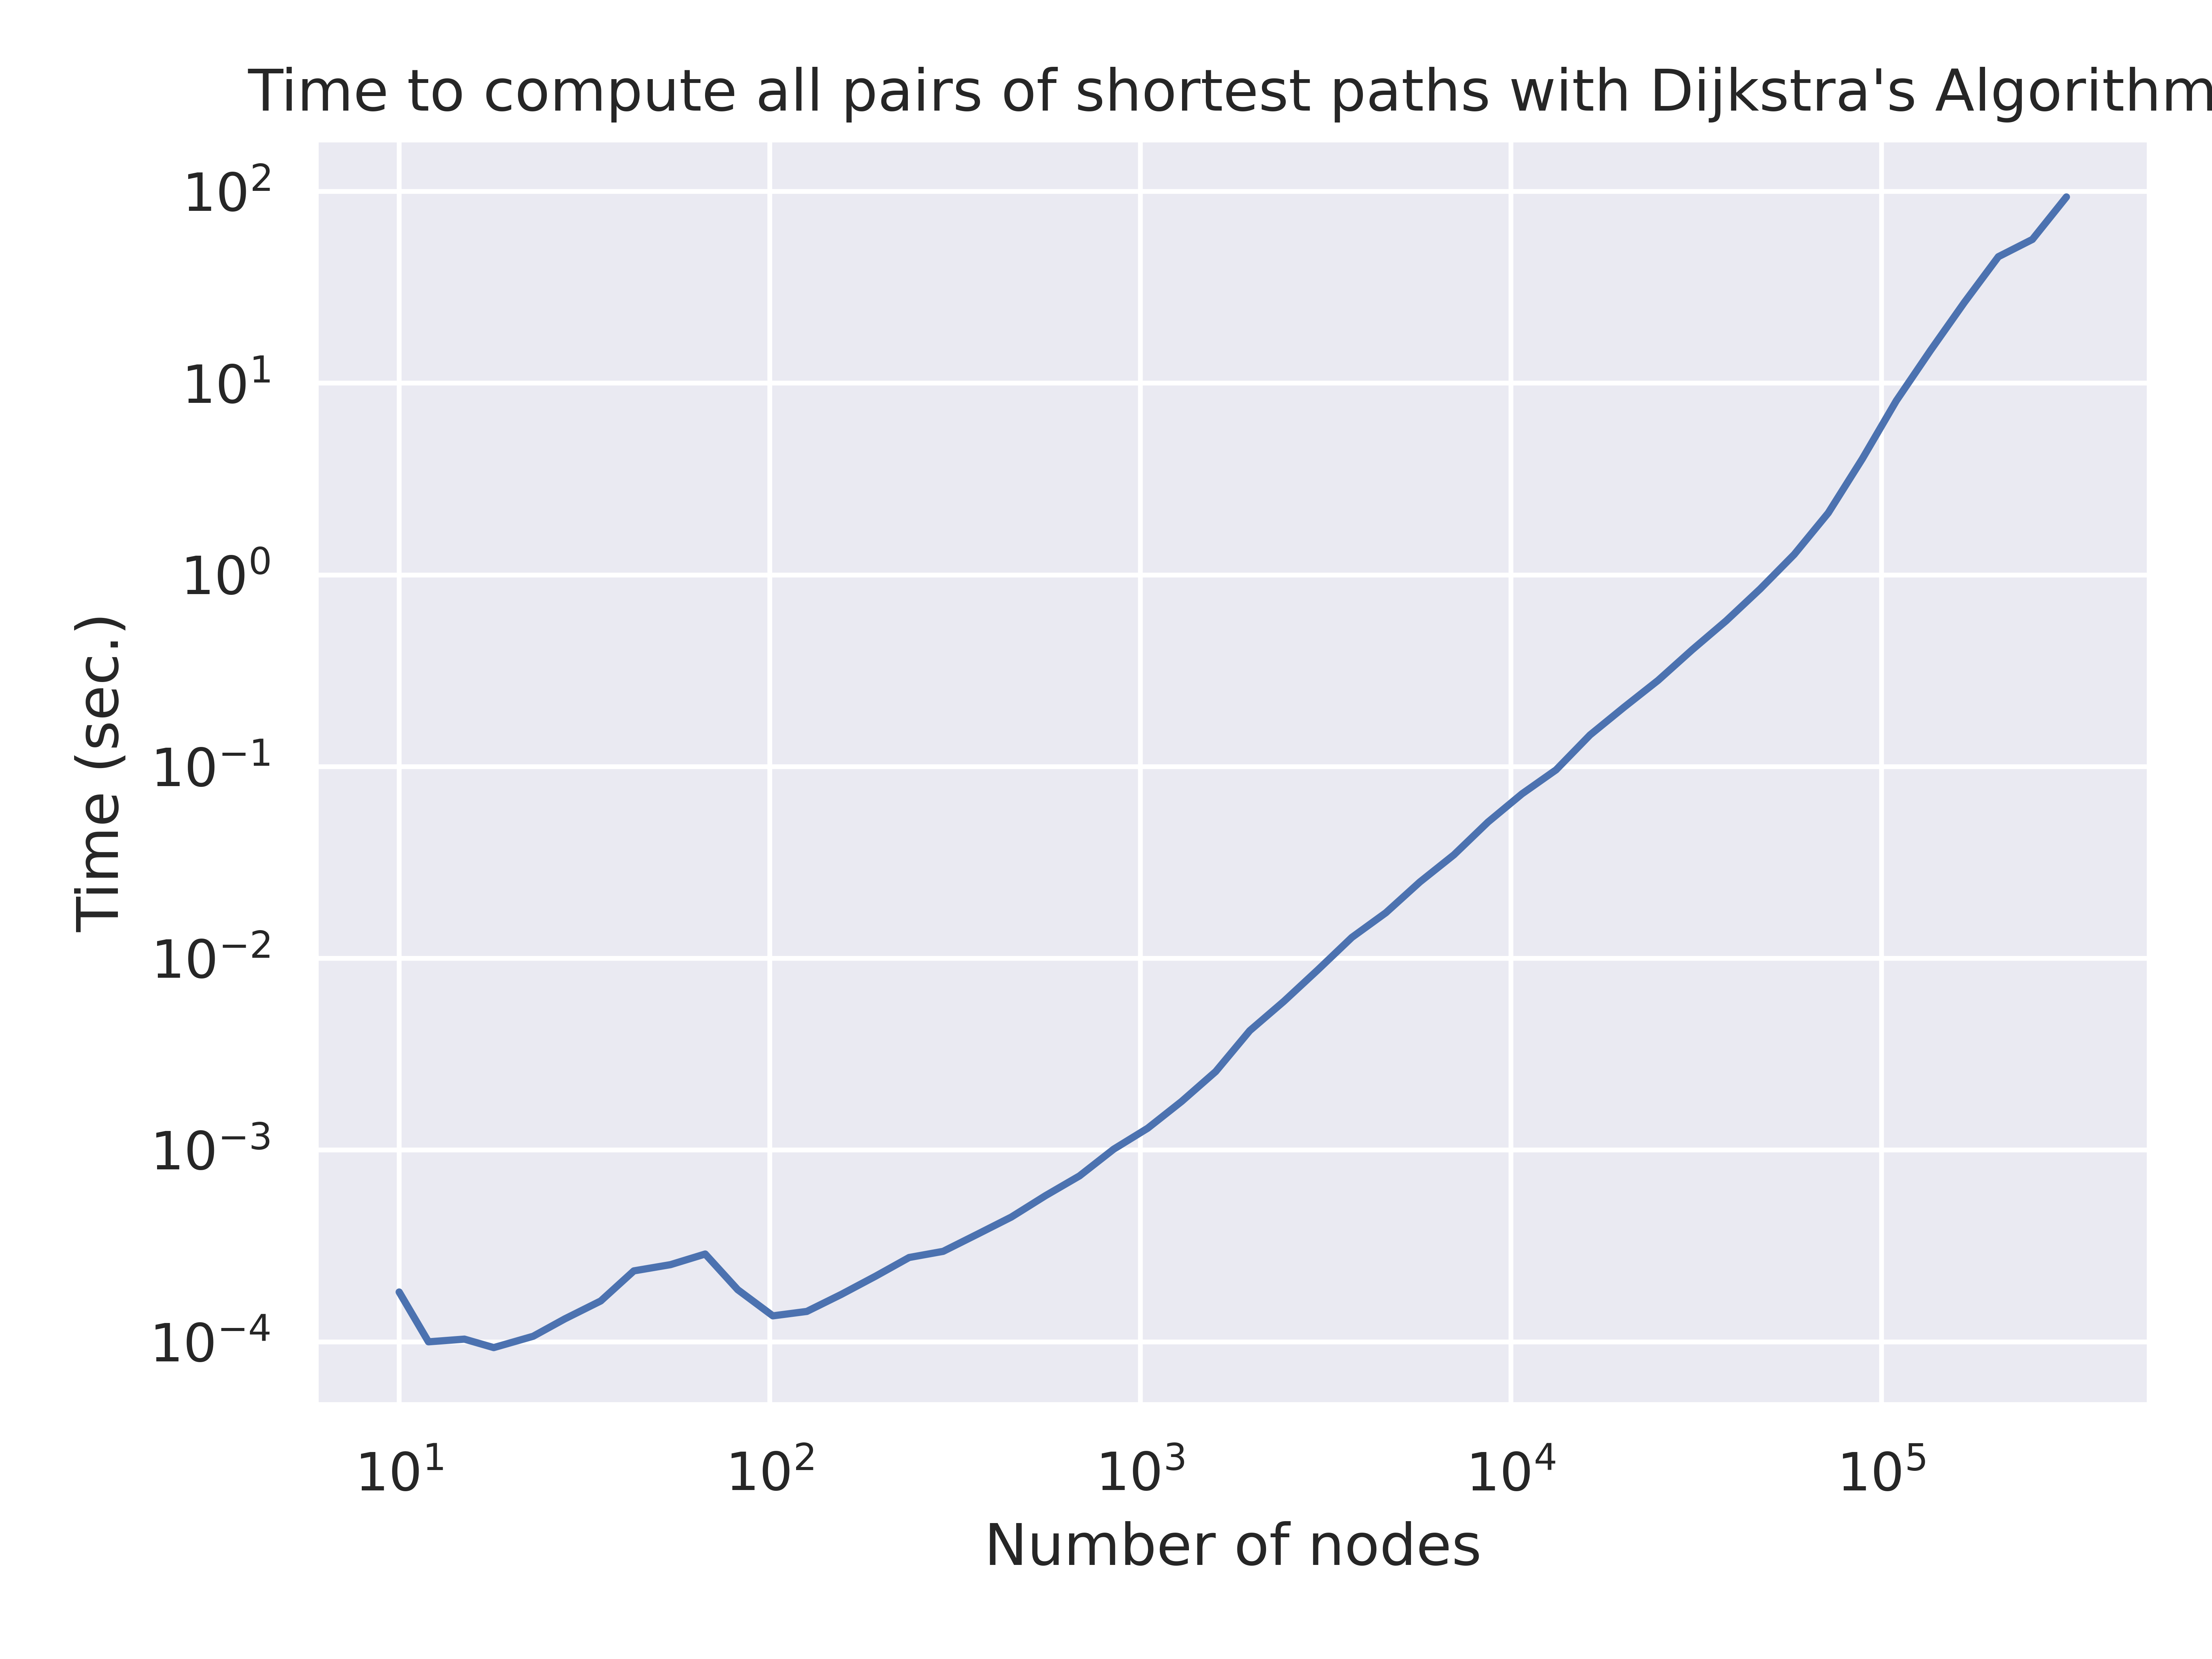 Time to compute all pairs of shortest paths with Dijkstra's Algorithm
10²
10¹
10⁰
10⁻¹
10⁻²
10⁻³
10⁻⁴
Time (sec.)
10¹ 10² 10³ 10⁴ 10⁵
Number of nodes